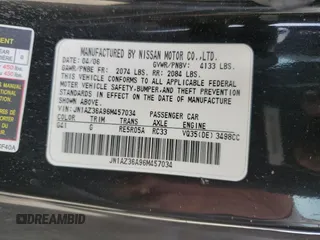 MANUFACTURED BY NISSAN MOTOR CO.,LTD.
DATE: 04/06 GVWR/PNBV: 4133 LBS.
GAWR/PNBE FR: 2074 LBS. RR: 2084 LBS.
THIS VEHICLE CONFORMS TO ALL APPLICABLE FEDERAL
MOTOR VEHICLE SAFETY,BUMPER,AND THEFT PREVENTION
STANDARDS IN EFFECT ON THE DATE OF MANUFACTURE
SHOWN ABOVE.
VIN: JN1AZ36A96M457034 PASSENGER CAR
COLOR TRIM TRANS AXLE ENGINE
G41 G RE5R05A RC33 VQ35(DE) 3498CC
JN1AZ36A96M457034
DREAMBID